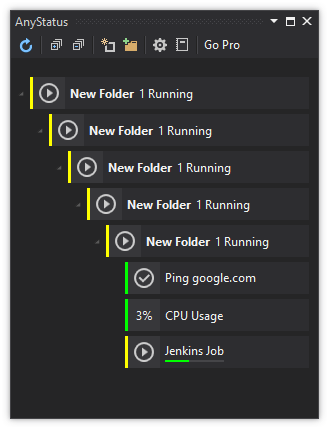 AnyStatus
Go Pro
New Folder 1 Running
New Folder 1 Running
New Folder 1 Running
New Folder 1 Running
New Folder 1 Running
Ping google.com
3% CPU Usage
Jenkins Job